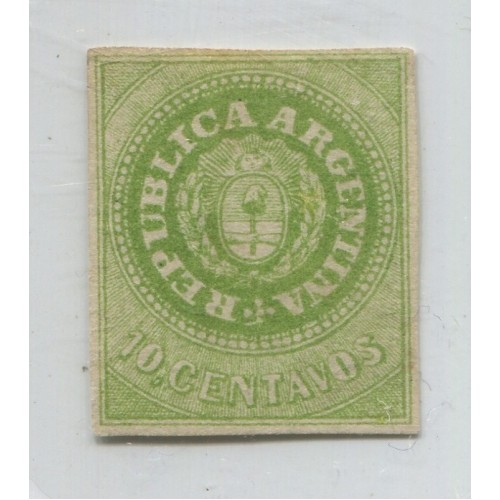 REPUBLICA ARGENTINA
10, CENTAVOS